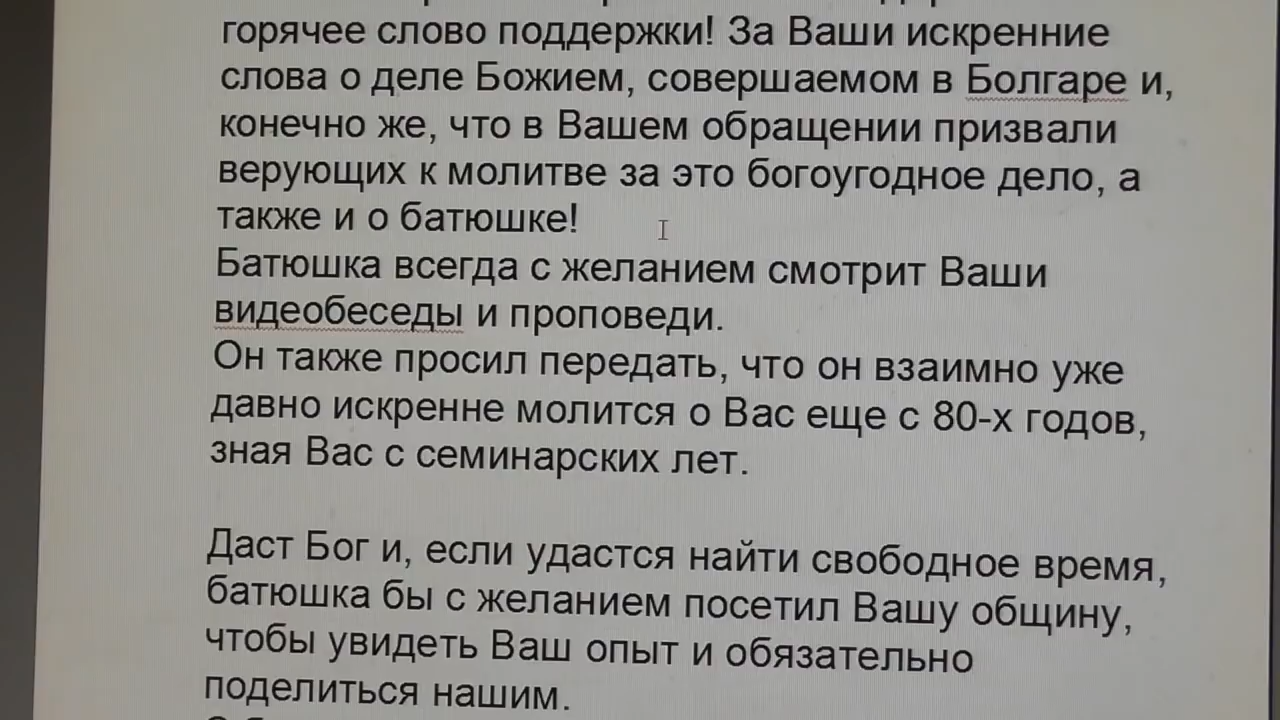 горячее слово поддержки! За Ваши искренние
слова о деле Божием, совершаемом в Болгаре и,
конечно же, что в Вашем обращении призвали
верующих к молитве за это богоугодное дело, а
также и о батюшке!
Батюшка всегда с желанием смотрит Ваши
видеобеседы и проповеди.
Он также просил передать, что он взаимно уже
давно искренне молится о Вас еще с 80-х годов,
зная Вас с семинарских лет.
Даст Бог и, если удастся найти свободное время,
батюшка бы с желанием посетил Вашу общину,
чтобы увидеть Ваш опыт и обязательно
поделиться нашим.